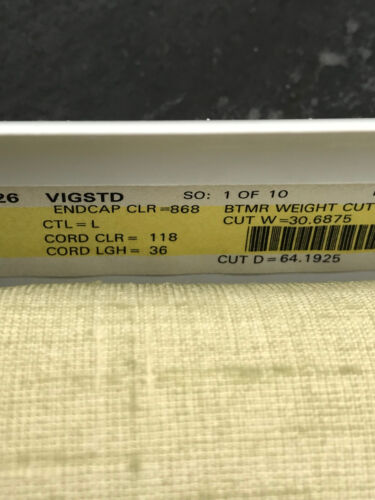 26 VIGSTD SO: 1 OF 10
ENDCAP CLR =868 BTMR WEIGHT CUT
CTL = L CUT W =30.6875
CORD CLR = 118
CORD LGH = 36
CUT D = 64.1925